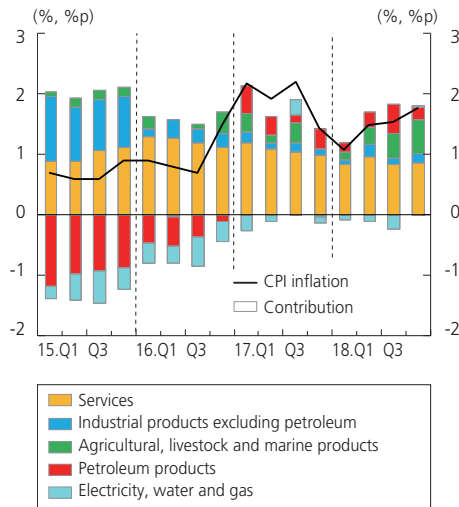 (%, %p) (%, %p)
3 3
2 2
1 1
0 0
-1 -1
CPI inflation
Contribution
-2 -2
15.Q1 Q3 16.Q1 Q3 17.Q1 Q3 18.Q1 Q3
Services
Industrial products excluding petroleum
Agricultural, livestock and marine products
Petroleum products
Electricity, water and gas